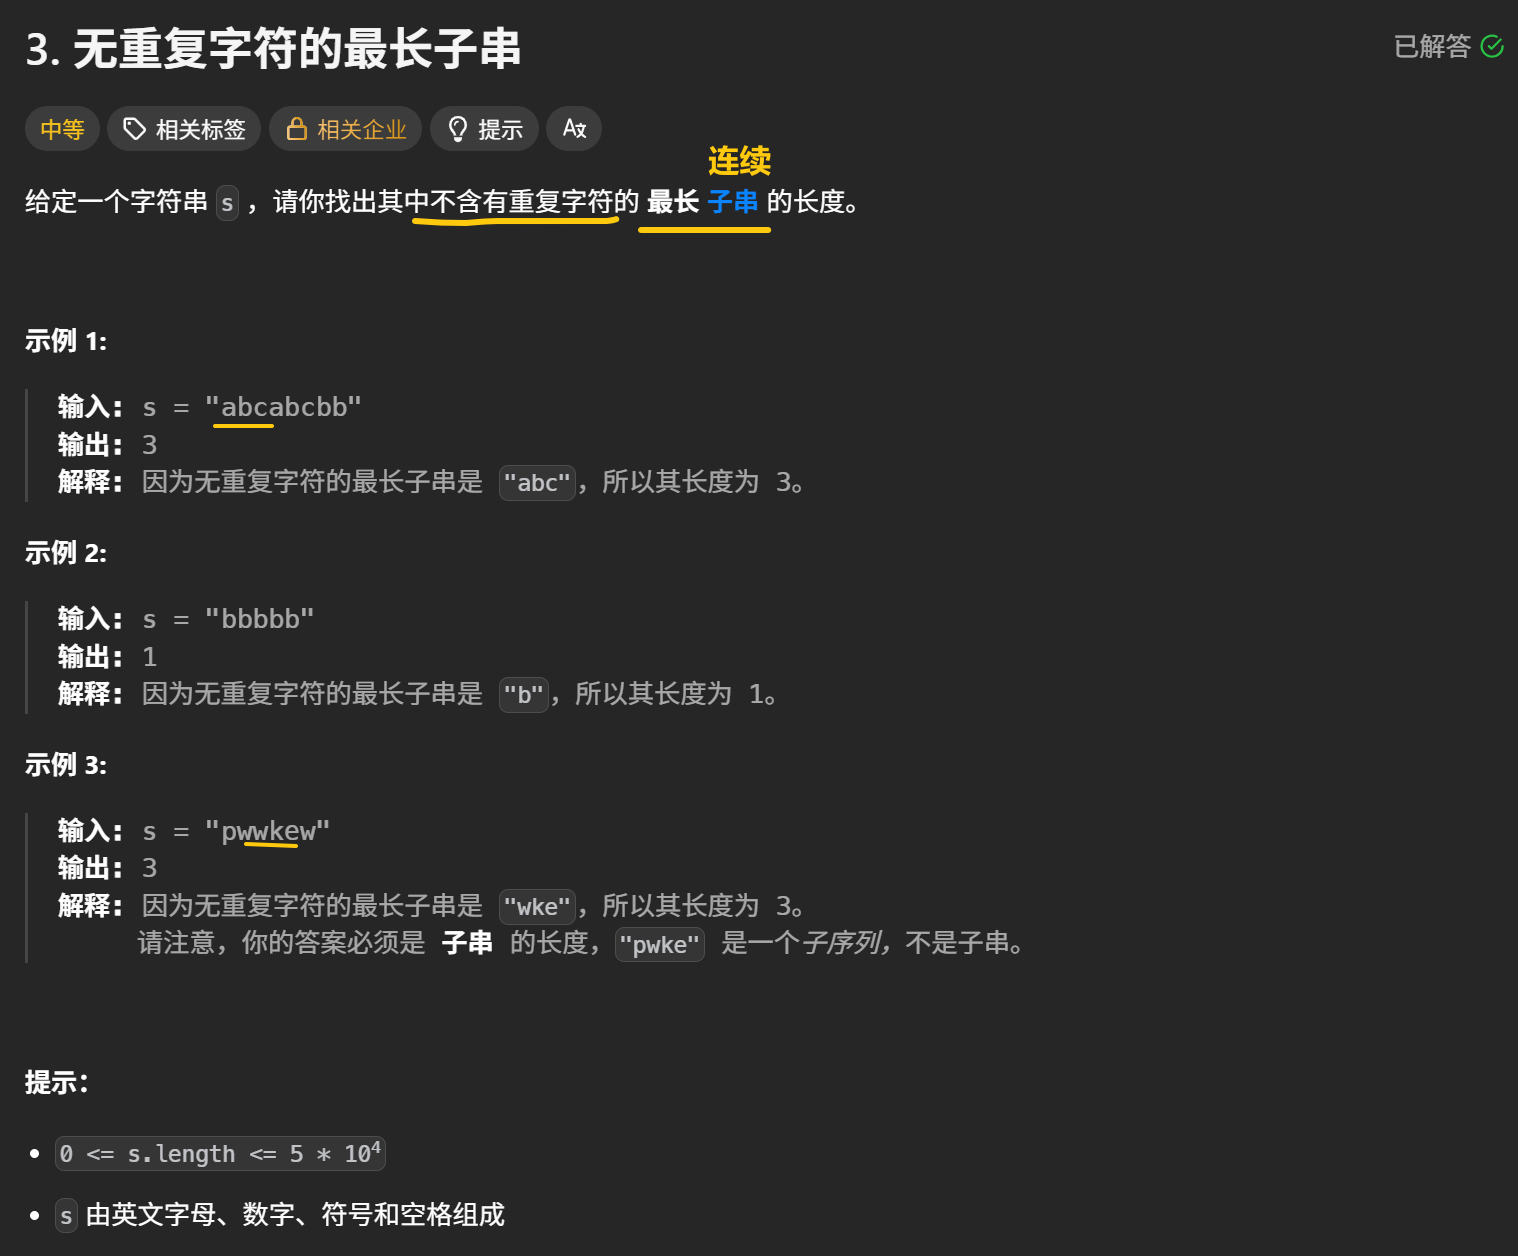 3. 无重复字符的最长子串
已解答
中等 相关标签 相关企业 提示 Aあ
连续
给定一个字符串 s ，请你找出其中不含有重复字符的 最长 子串 的长度。
示例 1:
输入: s = "abcabcbb"
输出: 3
解释: 因为无重复字符的最长子串是 "abc"，所以其长度为 3。
示例 2:
输入: s = "bbbbb"
输出: 1
解释: 因为无重复字符的最长子串是 "b"，所以其长度为 1。
示例 3:
输入: s = "pwwkew"
输出: 3
解释: 因为无重复字符的最长子串是 "wke"，所以其长度为 3。
请注意，你的答案必须是 子串 的长度，"pwke" 是一个子序列，不是子串。
提示：
0 <= s.length <= 5 * 10⁴
s 由英文字母、数字、符号和空格组成